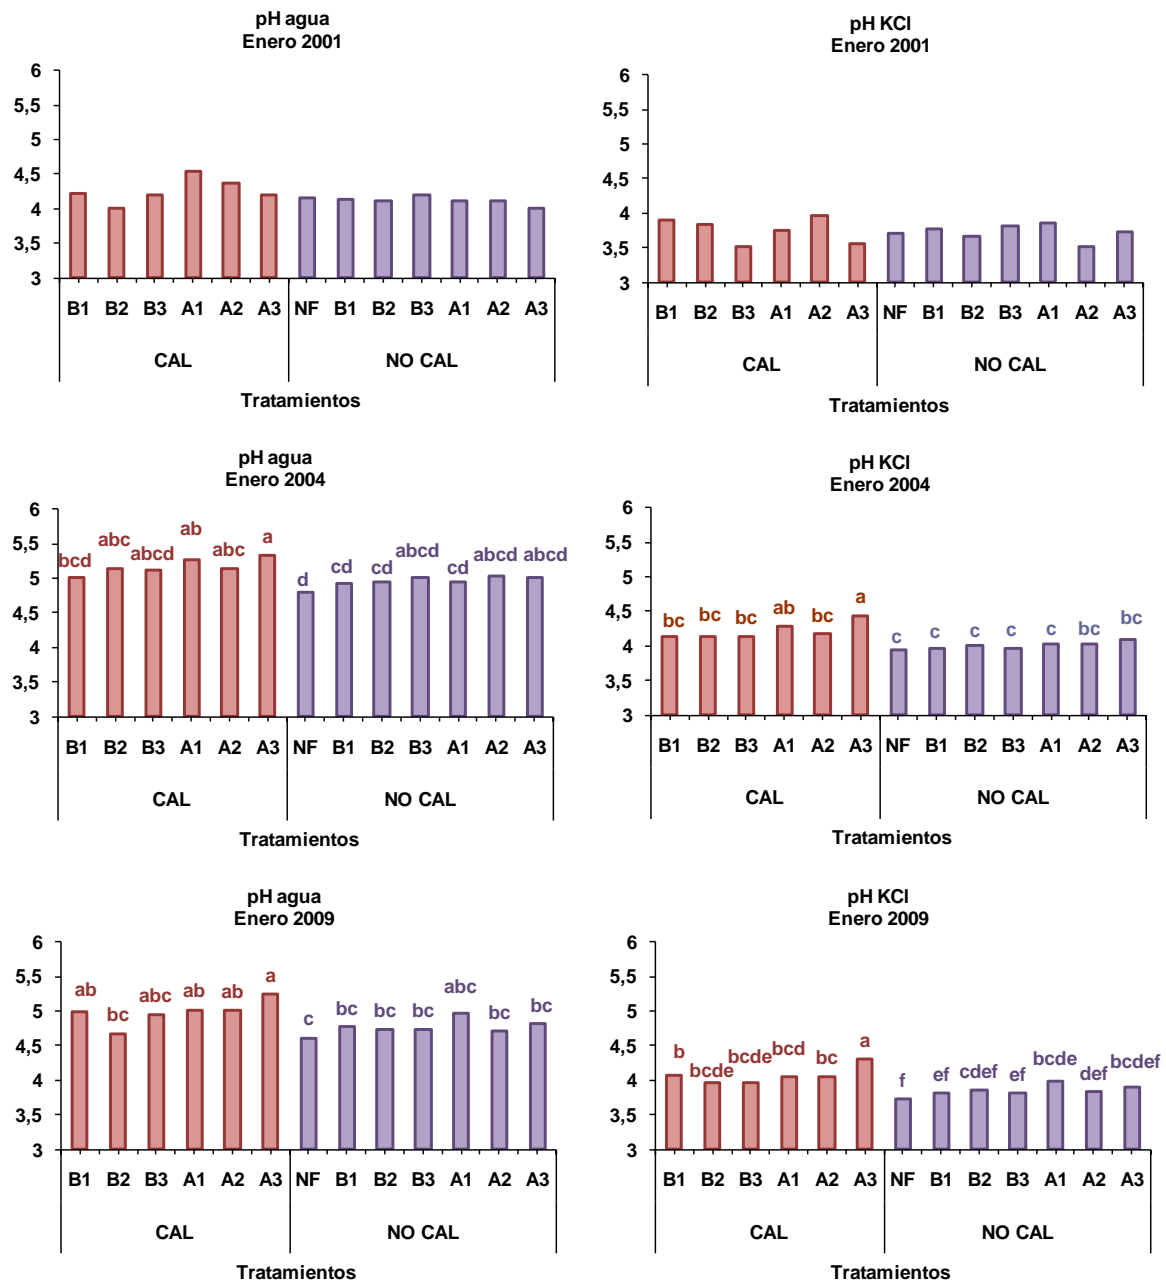 pH agua
Enero 2001
6
5,5
5
4,5
4
3,5
3
B1 B2 B3 A1 A2 A3 NF B1 B2 B3 A1 A2 A3
CAL NO CAL
Tratamientos
pH KCl
Enero 2001
6
5,5
5
4,5
4
3,5
3
B1 B2 B3 A1 A2 A3 NF B1 B2 B3 A1 A2 A3
CAL NO CAL
Tratamientos
pH agua
Enero 2004
6
5,5
5
4,5
4
3,5
3
bcd abc abcd ab abc a d cd cd abcd cd abcd abcd
B1 B2 B3 A1 A2 A3 NF B1 B2 B3 A1 A2 A3
CAL NO CAL
Tratamientos
pH KCl
Enero 2004
6
5,5
5
4,5
4
3,5
3
bc bc bc ab bc a c c c c c bc bc
B1 B2 B3 A1 A2 A3 NF B1 B2 B3 A1 A2 A3
CAL NO CAL
Tratamientos
pH agua
Enero 2009
6
5,5
5
4,5
4
3,5
3
ab bc abc ab ab a c bc bc bc abc bc bc
B1 B2 B3 A1 A2 A3 NF B1 B2 B3 A1 A2 A3
CAL NO CAL
Tratamientos
pH KCl
Enero 2009
6
5,5
5
4,5
4
3,5
3
b bcde bcde bcd bc a f ef cdef ef bcde def bcdef
B1 B2 B3 A1 A2 A3 NF B1 B2 B3 A1 A2 A3
CAL NO CAL
Tratamientos